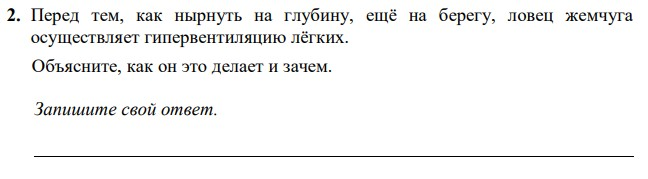 2. Перед тем, как нырнуть на глубину, ещё на берегу, ловец жемчуга
осуществляет гипервентиляцию лёгких.
Объясните, как он это делает и зачем.
Запишите свой ответ.